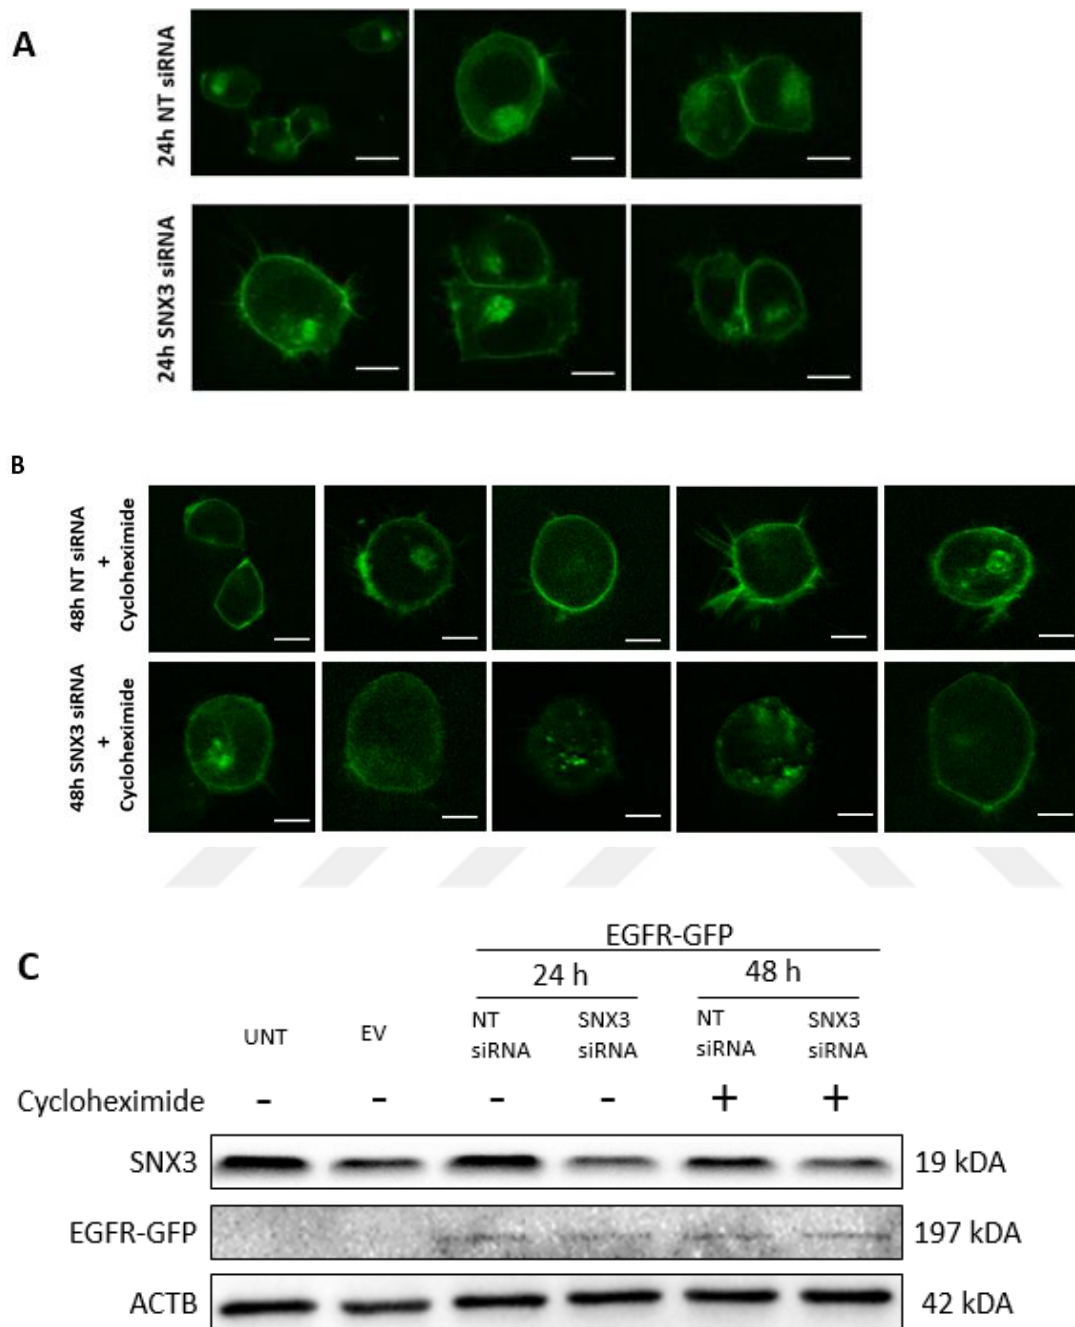 A
24h NT siRNA
24h SNX3 siRNA
B
48h NT siRNA
+
Cycloheximide
48h SNX3 siRNA
+
Cycloheximide
C
EGFR-GFP
24 h
48 h
UNT
EV
NT
siRNA
SNX3
siRNA
NT
siRNA
SNX3
siRNA
Cycloheximide - - - - + +
SNX3 19 kDA
EGFR-GFP 197 kDA
ACTB 42 kDA